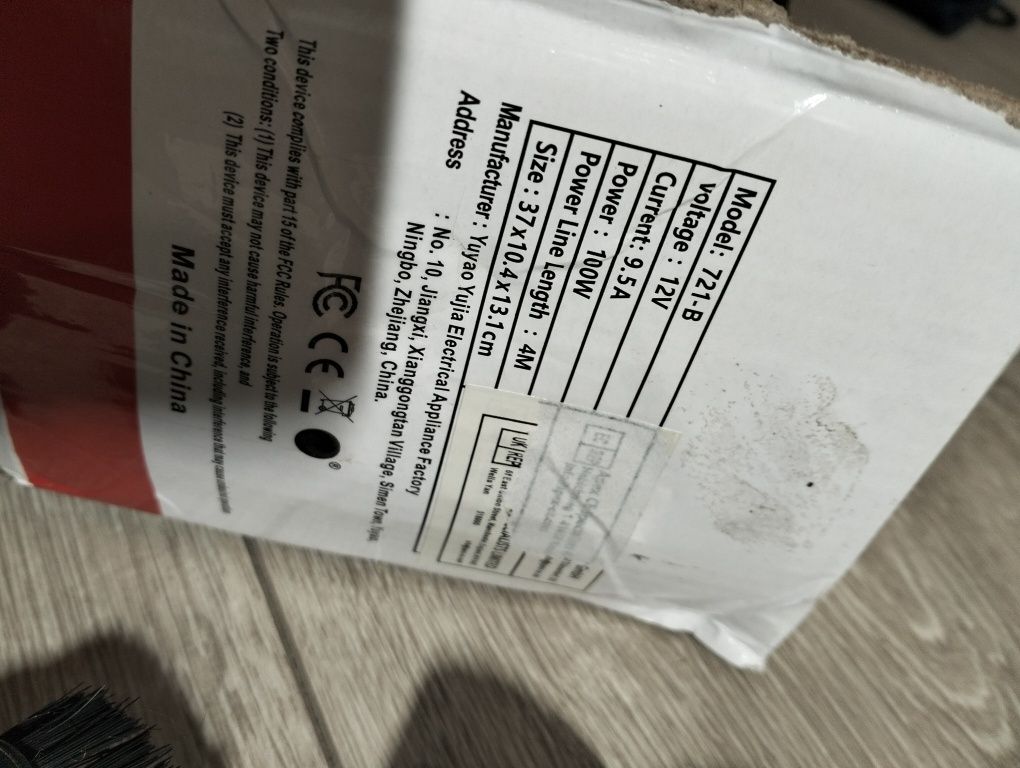 Model: 721-B
voltage : 12V
Current: 9.5A
Power : 100W
Power Line Length : 4M
Size : 37x10.4x13.1cm
Manufacturer : Yuyao Yujia Electrical Appliance Factory
Address : No. 10, Jiangxi, Xianggongtan Village, Simen Town,
Ningbo, Zhejiang, China.
UK REP
FC CE
®
This device complies with part 15 of the FCC Rules. Operation is subject to the following
Two conditions: (1) This device may not cause harmful interference, and
(2) This device must accept any interference received, including interference that may cause
Made in China